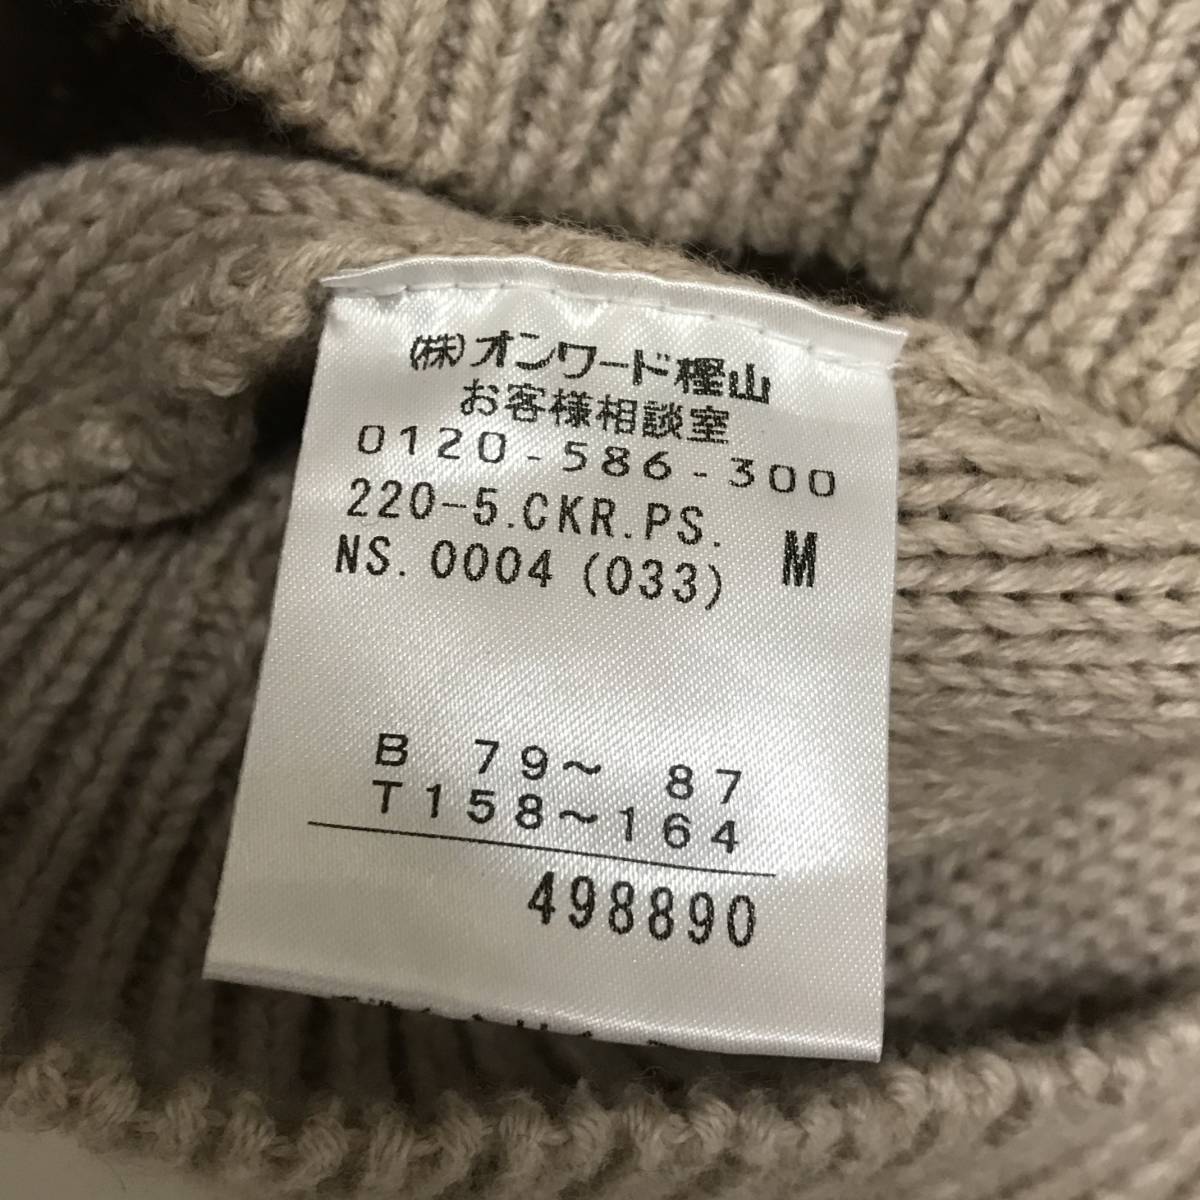 (株)オンワード樫山
お客様相談室
0120-586-300
220-5.CKR.PS.
NS.0004(033) M
B 79～ 87
T158～164
498890